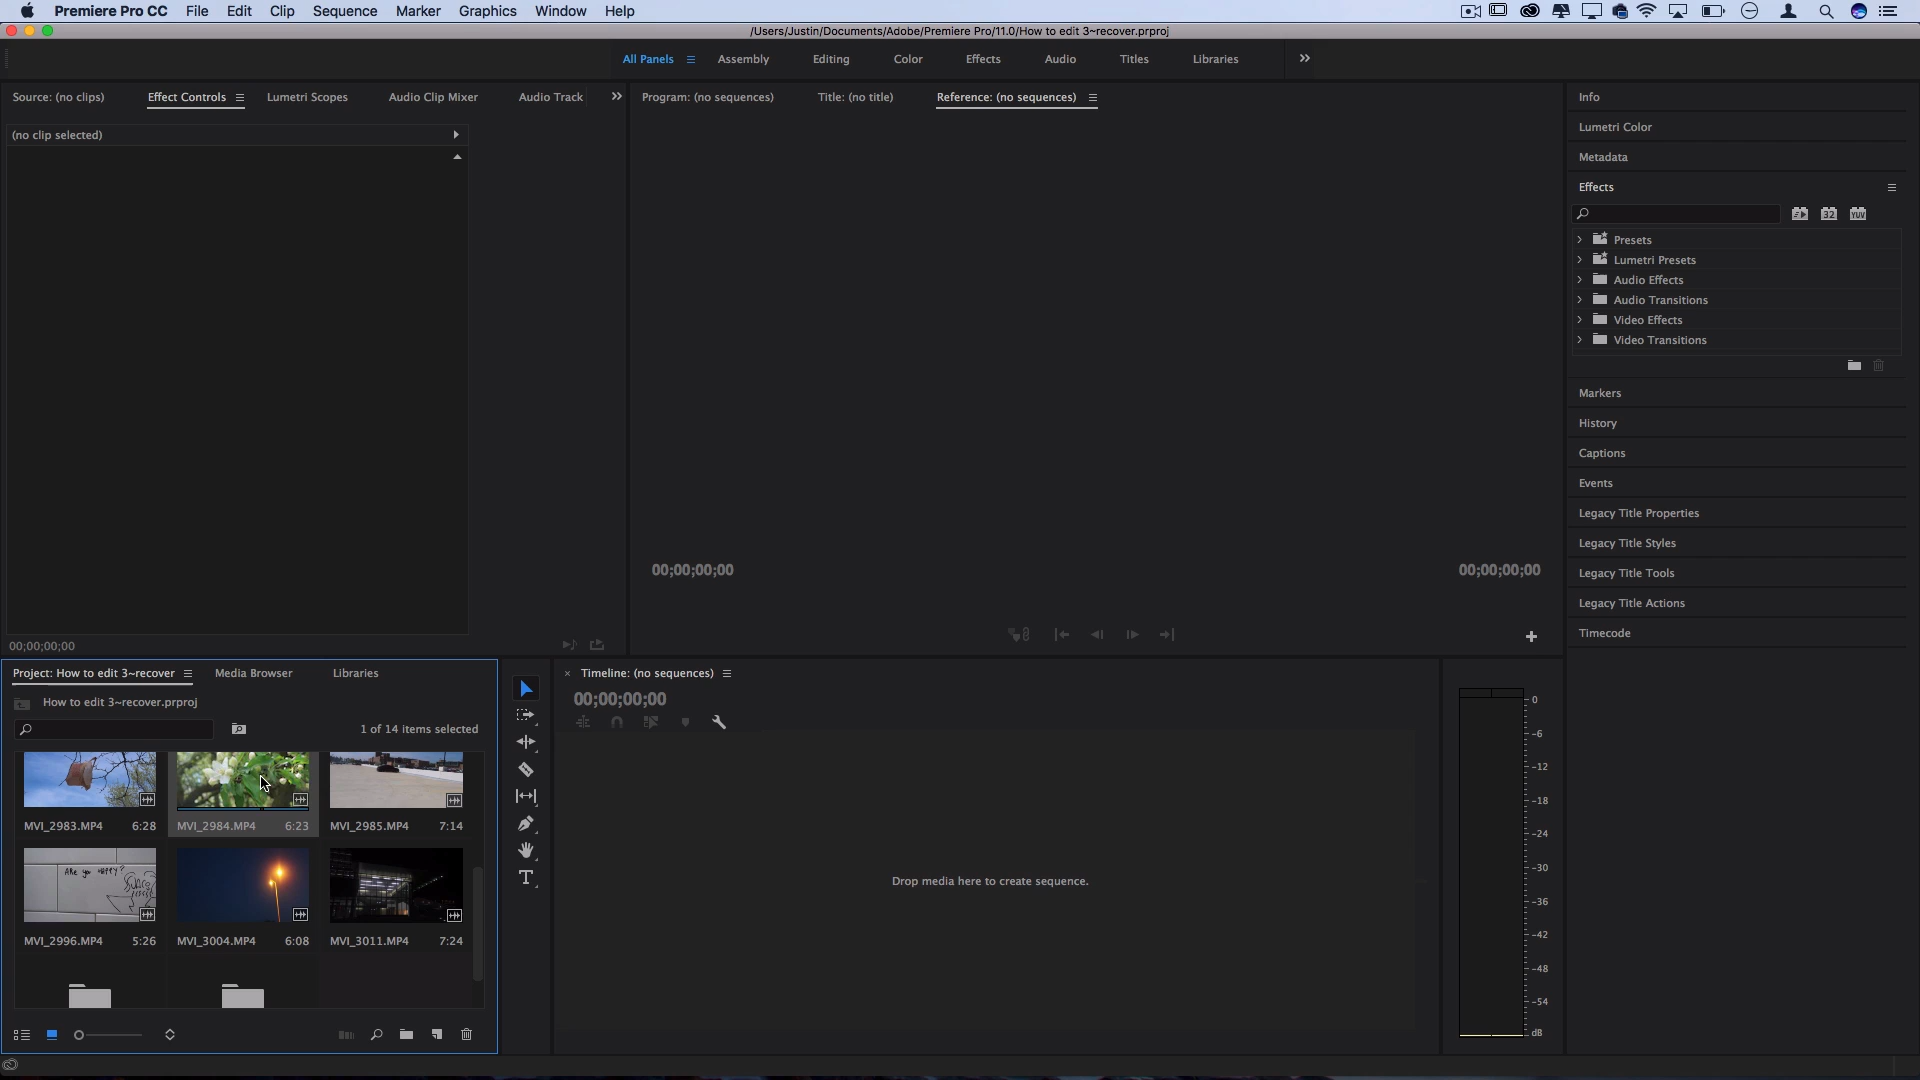 Premiere Pro CC File Edit Clip Sequence Marker Graphics Window Help
/Users/Justin/Documents/Adobe/Premiere Pro/11.0/How to edit 3~recover.prproj
All Panels Assembly Editing Color Effects Audio Titles Libraries
Source: (no clips) Effect Controls Lumetri Scopes Audio Clip Mixer Audio Track
(no clip selected)
00;00;00;00
Program: (no sequences) Title: (no title) Reference: (no sequences)
00;00;00;00 00;00;00;00
Info
Lumetri Color
Metadata
Effects
32 YUV
Presets
Lumetri Presets
Audio Effects
Audio Transitions
Video Effects
Video Transitions
Markers
History
Captions
Events
Legacy Title Properties
Legacy Title Styles
Legacy Title Tools
Legacy Title Actions
Timecode
Project: How to edit 3~recover Media Browser Libraries
How to edit 3~recover.prproj
1 of 14 items selected
MVI_2983.MP4 6:28 MVI_2984.MP4 6:23 MVI_2985.MP4 7:14
ARe you HAPPY?
MVI_2996.MP4 5:26 MVI_3004.MP4 6:08 MVI_3011.MP4 7:24
Timeline: (no sequences)
00;00;00;00
Drop media here to create sequence.
0
-6
-12
-18
-24
-30
-36
-42
-48
-54
dB